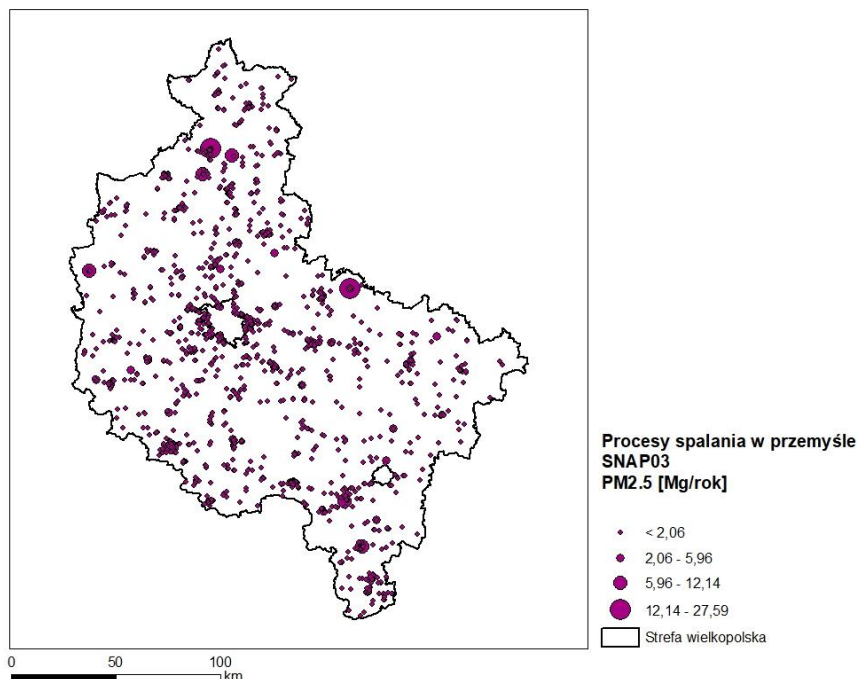 Procesy spalania w przemyśle
SNAP03
PM2.5 [Mg/rok]
< 2,06
2,06 - 5,96
5,96 - 12,14
12,14 - 27,59
Strefa wielkopolska
0 50 100
km